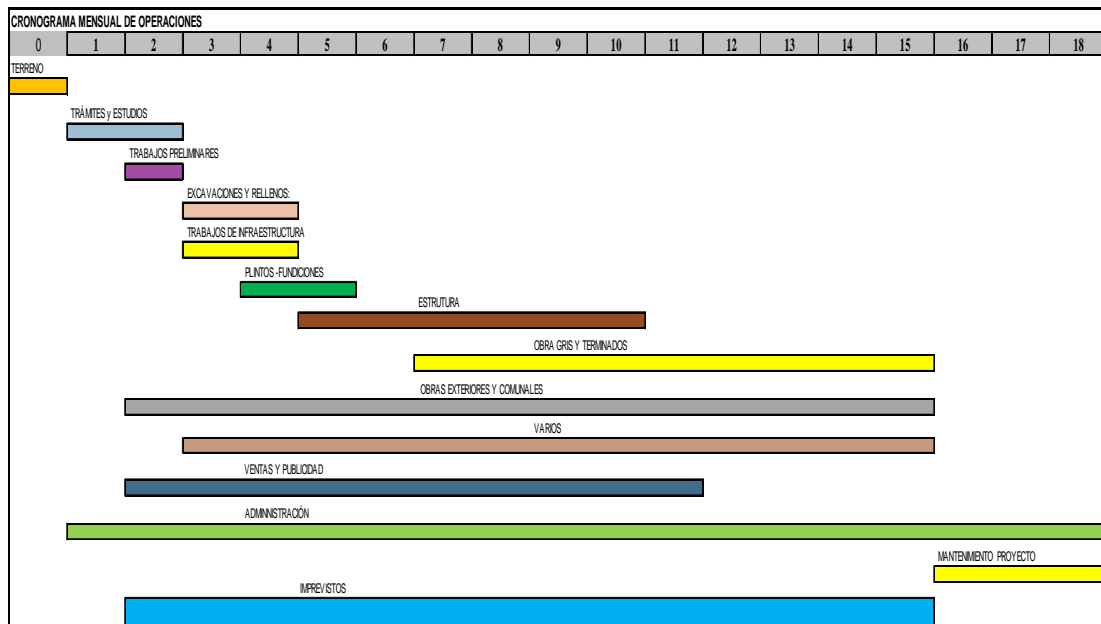 CRONOGRAMA MENSUAL DE OPERACIONES
0 1 2 3 4 5 6 7 8 9 10 11 12 13 14 15 16 17 18
TERRENO
TRÁMITES y ESTUDIOS
TRABAJOS PRELIMINARES
EXCAVACIONES Y RELLENOS:
TRABAJOS DE INFRAESTRUCTURA
PLINTOS -FUNDICIONES
ESTRUTURA
OBRA GRIS Y TERMINADOS
OBRAS EXTERIORES Y COMUNALES
VARIOS
VENTAS Y PUBLICIDAD
ADMINISTRACIÓN
MANTENIMIENTO PROYECTO
IMPREVISTOS